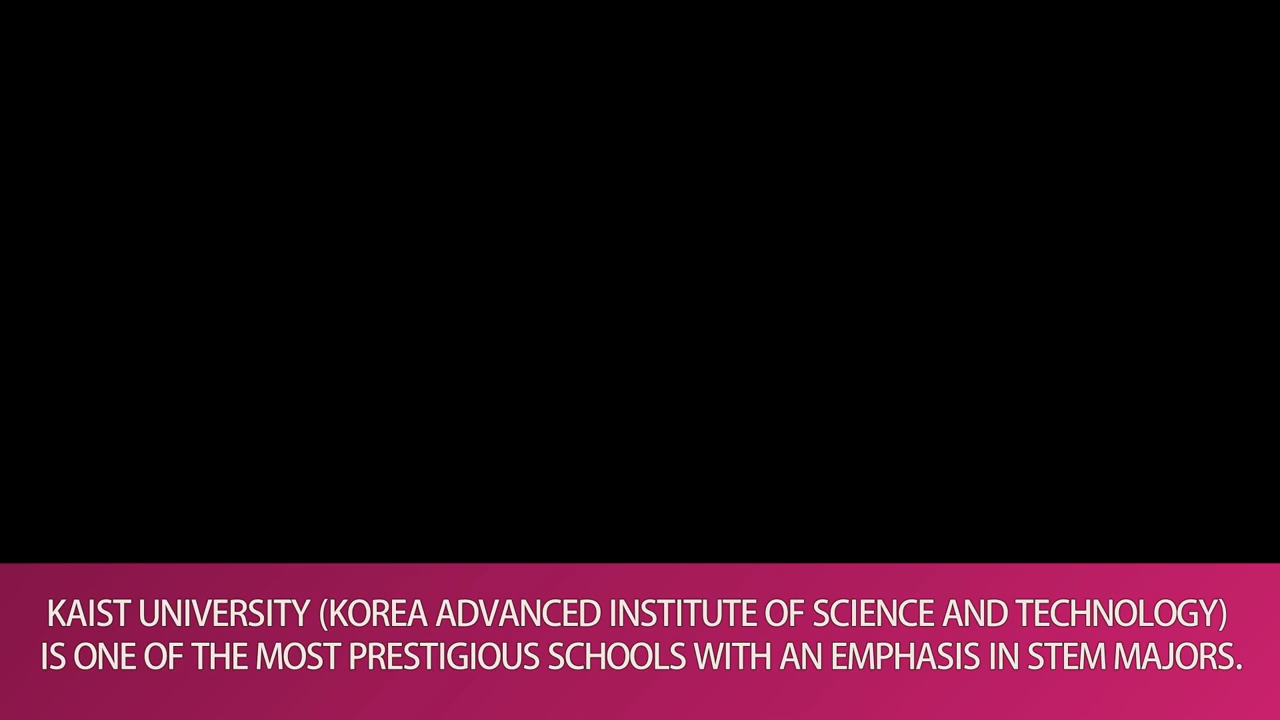 KAIST UNIVERSITY (KOREA ADVANCED INSTITUTE OF SCIENCE AND TECHNOLOGY)
IS ONE OF THE MOST PRESTIGIOUS SCHOOLS WITH AN EMPHASIS IN STEM MAJORS.